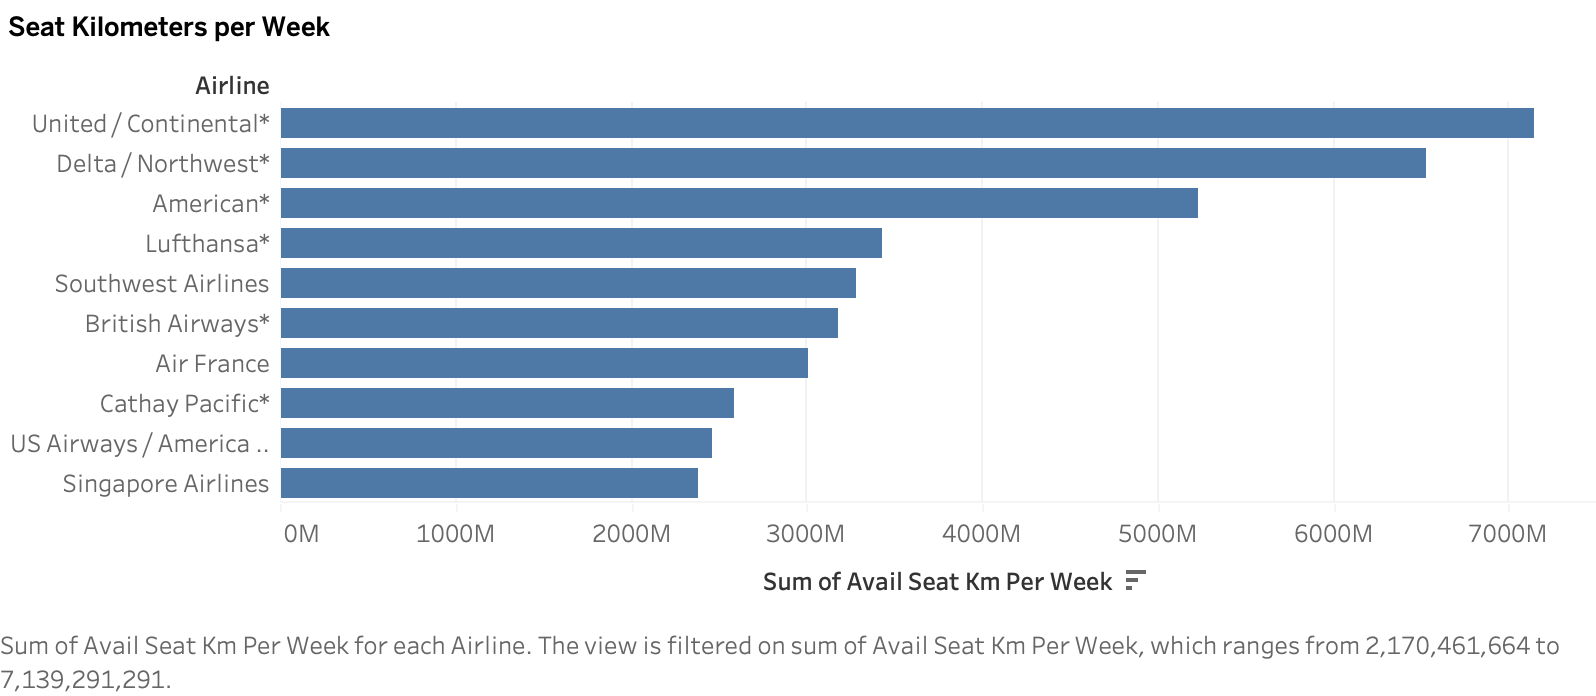 Seat Kilometers per Week
Airline
United / Continental*
Delta / Northwest*
American*
Lufthansa*
Southwest Airlines
British Airways*
Air France
Cathay Pacific*
US Airways / America ..
Singapore Airlines
0M 1000M 2000M 3000M 4000M 5000M 6000M 7000M
Sum of Avail Seat Km Per Week
Sum of Avail Seat Km Per Week for each Airline. The view is filtered on sum of Avail Seat Km Per Week, which ranges from 2,170,461,664 to
7,139,291,291.